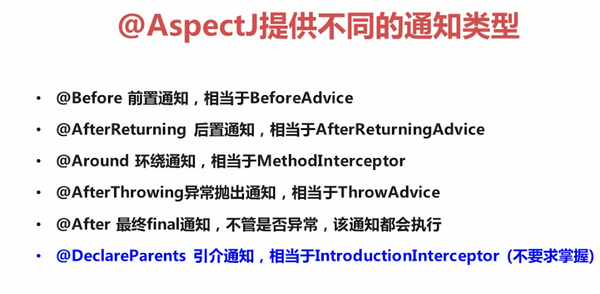 @AspectJ提供不同的通知类型
• @Before 前置通知，相当于BeforeAdvice
• @AfterReturning 后置通知，相当于AfterReturningAdvice
• @Around 环绕通知，相当于MethodInterceptor
• @AfterThrowing异常抛出通知，相当于ThrowAdvice
• @After 最终final通知，不管是否异常，该通知都会执行
• @DeclareParents 引介通知，相当于IntroductionInterceptor (不要求掌握)